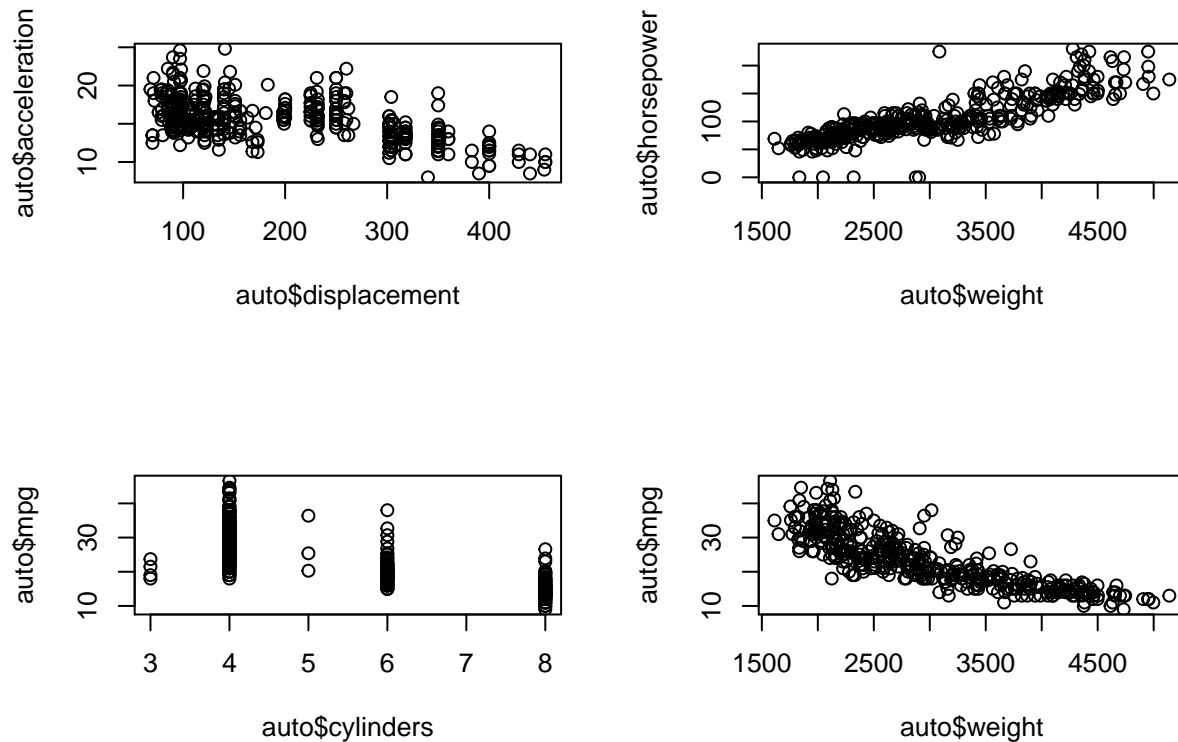 auto$acceleration
20
10
100 200 300 400
auto$displacement
auto$horsepower
100
0
1500 2500 3500 4500
auto$weight
auto$mpg
30
10
3 4 5 6 7 8
auto$cylinders
auto$mpg
30
10
1500 2500 3500 4500
auto$weight